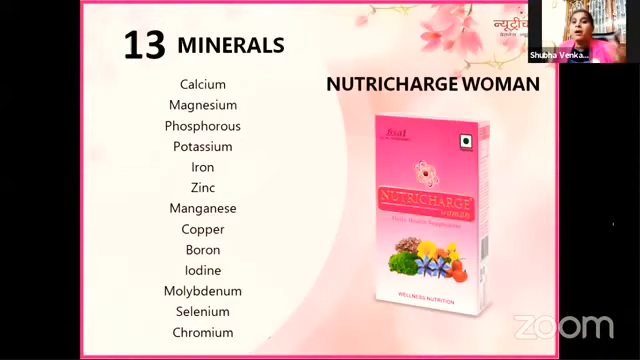 13 MINERALS
Calcium
Magnesium
Phosphorous
Potassium
Iron
Zinc
Manganese
Copper
Boron
Iodine
Molybdenum
Selenium
Chromium
न्यूट्रीच
NUTRICHARGE WOMAN
NUTRICHARGE
woman
WELLNESS NUTRITION
Shubha Venka...
zoom